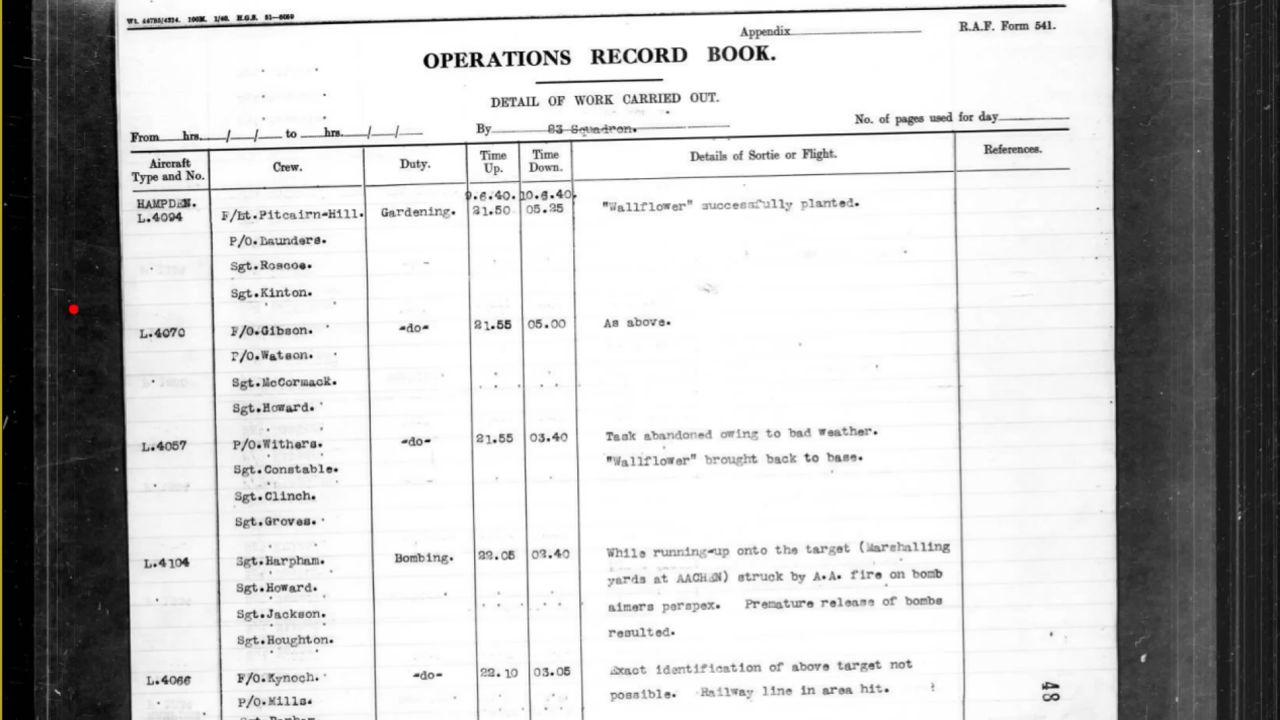 Wt. 44785/4324. 100M. 1/40. H.G.S. 51—6059
Appendix
R.A.F. Form 541.
OPERATIONS RECORD BOOK.
DETAIL OF WORK CARRIED OUT.
From hrs. / / to hrs. / /
By 83 Squadron.
No. of pages used for day
Aircraft Type and No. Crew. Duty. Time Up. Time Down. Details of Sortie or Flight. References.
9.6.40. 10.6.40.
HAMPDEN.
L.4094 F/Lt.Pitcairn-Hill. Gardening. 21.50 05.25 "Wallflower" successfully planted.
P/O.Launders.
Sgt.Roscoe.
Sgt.Kinton.
L.4070 F/O.Gibson. -do- 21.55 05.00 As above.
P/O.Watson.
Sgt.McCormack.
Sgt.Howard.
L.4057 P/O.Withers. -do- 21.55 03.40 Task abandoned owing to bad weather.
Sgt.Constable. "Wallflower" brought back to base.
Sgt.Clinch.
Sgt.Groves.
L.4104 Sgt.Harpham. Bombing. 22.05 02.40 While running-up onto the target (Marshalling
Sgt.Howard. yards at AACHEN) struck by A.A. fire on bomb
Sgt.Jackson. aimers perspex. Premature release of bombs
Sgt.Houghton. resulted.
L.4066 F/O.Kynoch. -do- 22.10 03.05 Exact identification of above target not
P/O.Mills. possible. Railway line in area hit.
48